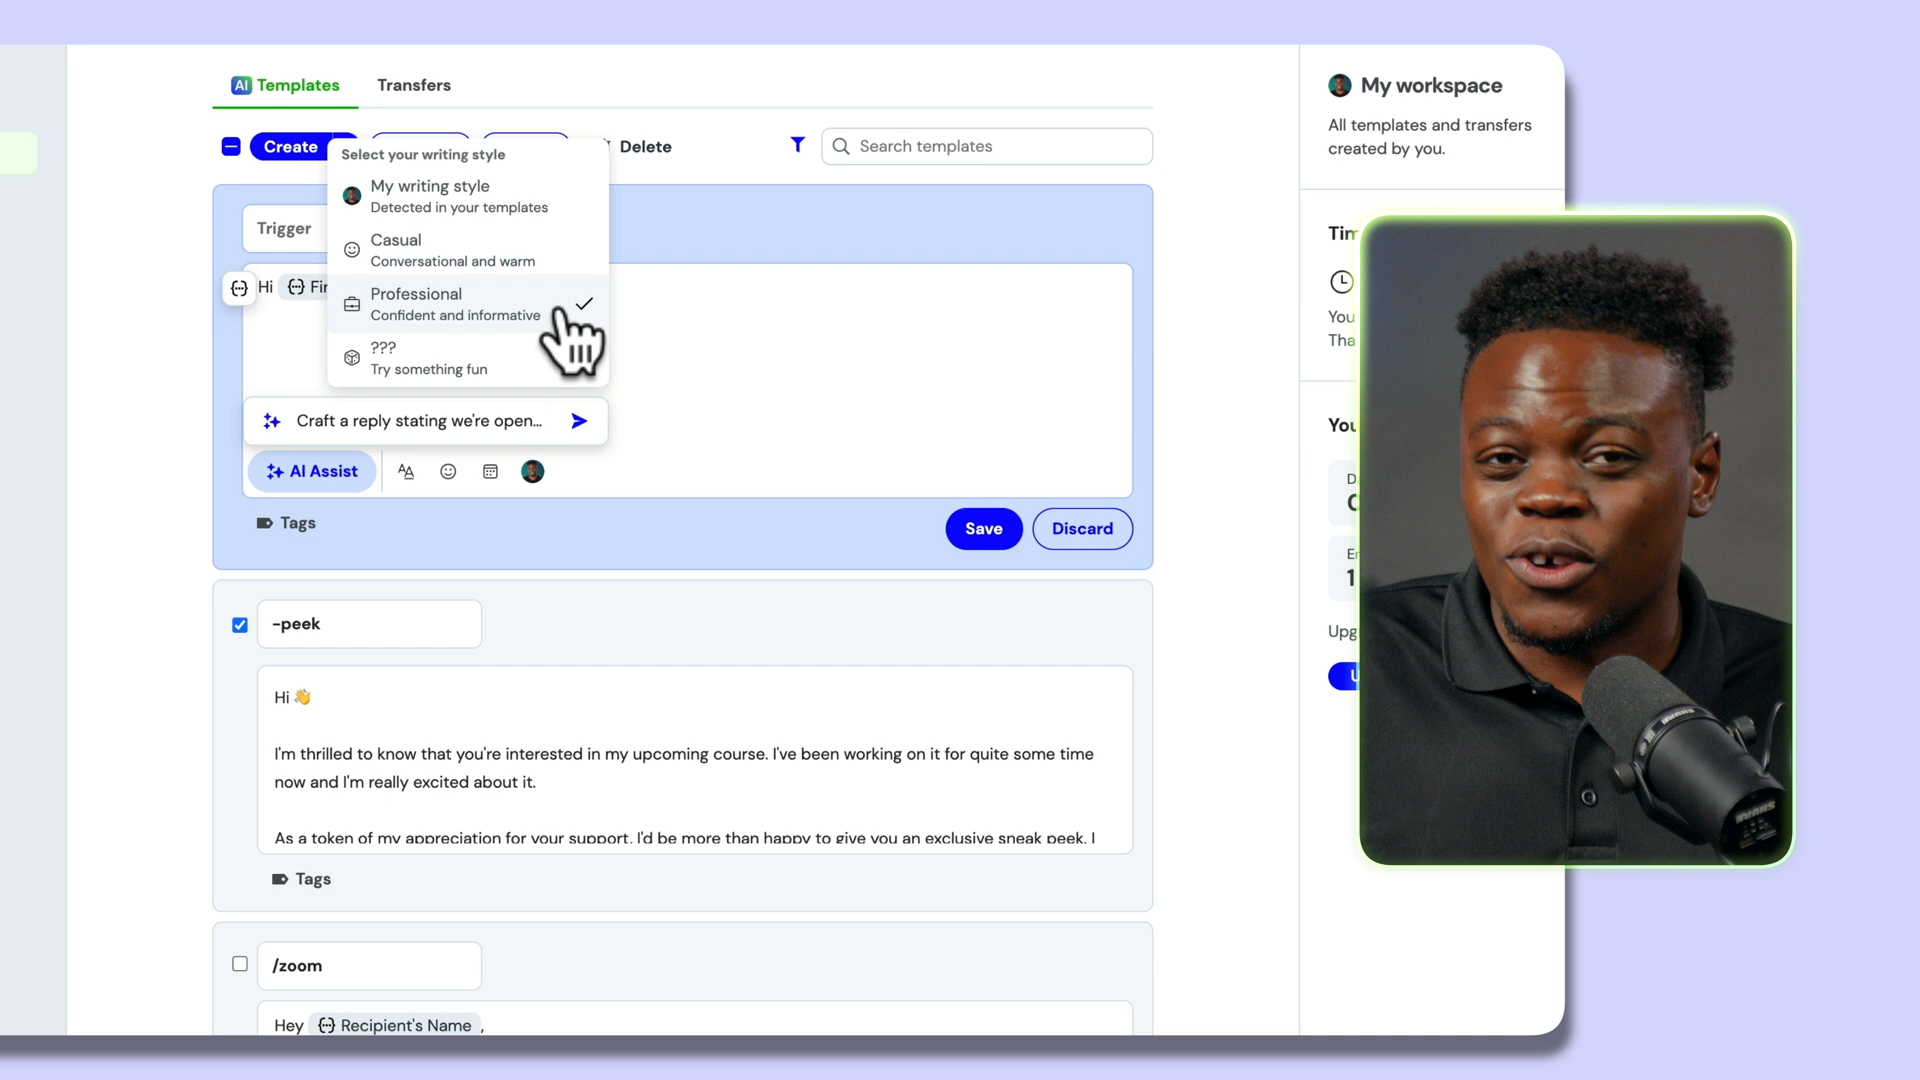 AI Templates
Transfers
Create
Delete
Search templates
Select your writing style
My writing style
Detected in your templates
Casual
Conversational and warm
Professional
Confident and informative
???
Try something fun
Trigger
Hi
Craft a reply stating we're open...
AI Assist
Tags
Save
Discard
-peek
Hi 👋
I'm thrilled to know that you're interested in my upcoming course. I've been working on it for quite some time
now and I'm really excited about it.
As a token of my appreciation for your support, I'd be more than happy to give you an exclusive sneak peek. I
Tags
/zoom
Hey {··} Recipient's Name ,
My workspace
All templates and transfers
created by you.
SHURE